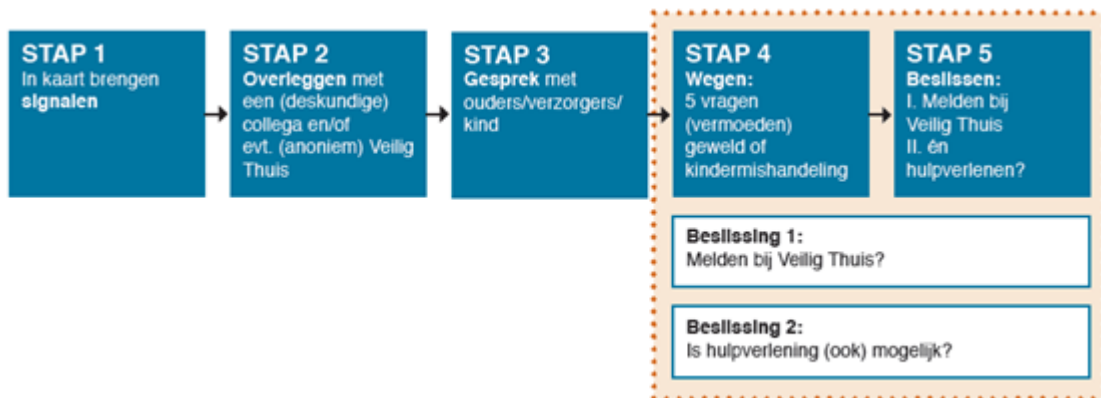 STAP 1
In kaart brengen
signalen
STAP 2
Overleggen met
een (deskundige)
collega en/of
evt. (anoniem) Veilig
Thuis
STAP 3
Gesprek met
ouders/verzorgers/
kind
STAP 4
Wegen:
5 vragen
(vermoeden)
geweld of
kindermishandeling
STAP 5
Beslissen:
I. Melden bij
Veilig Thuis
II. én
hulpverlenen?
Beslissing 1:
Melden bij Veilig Thuis?
Beslissing 2:
Is hulpverlening (ook) mogelijk?